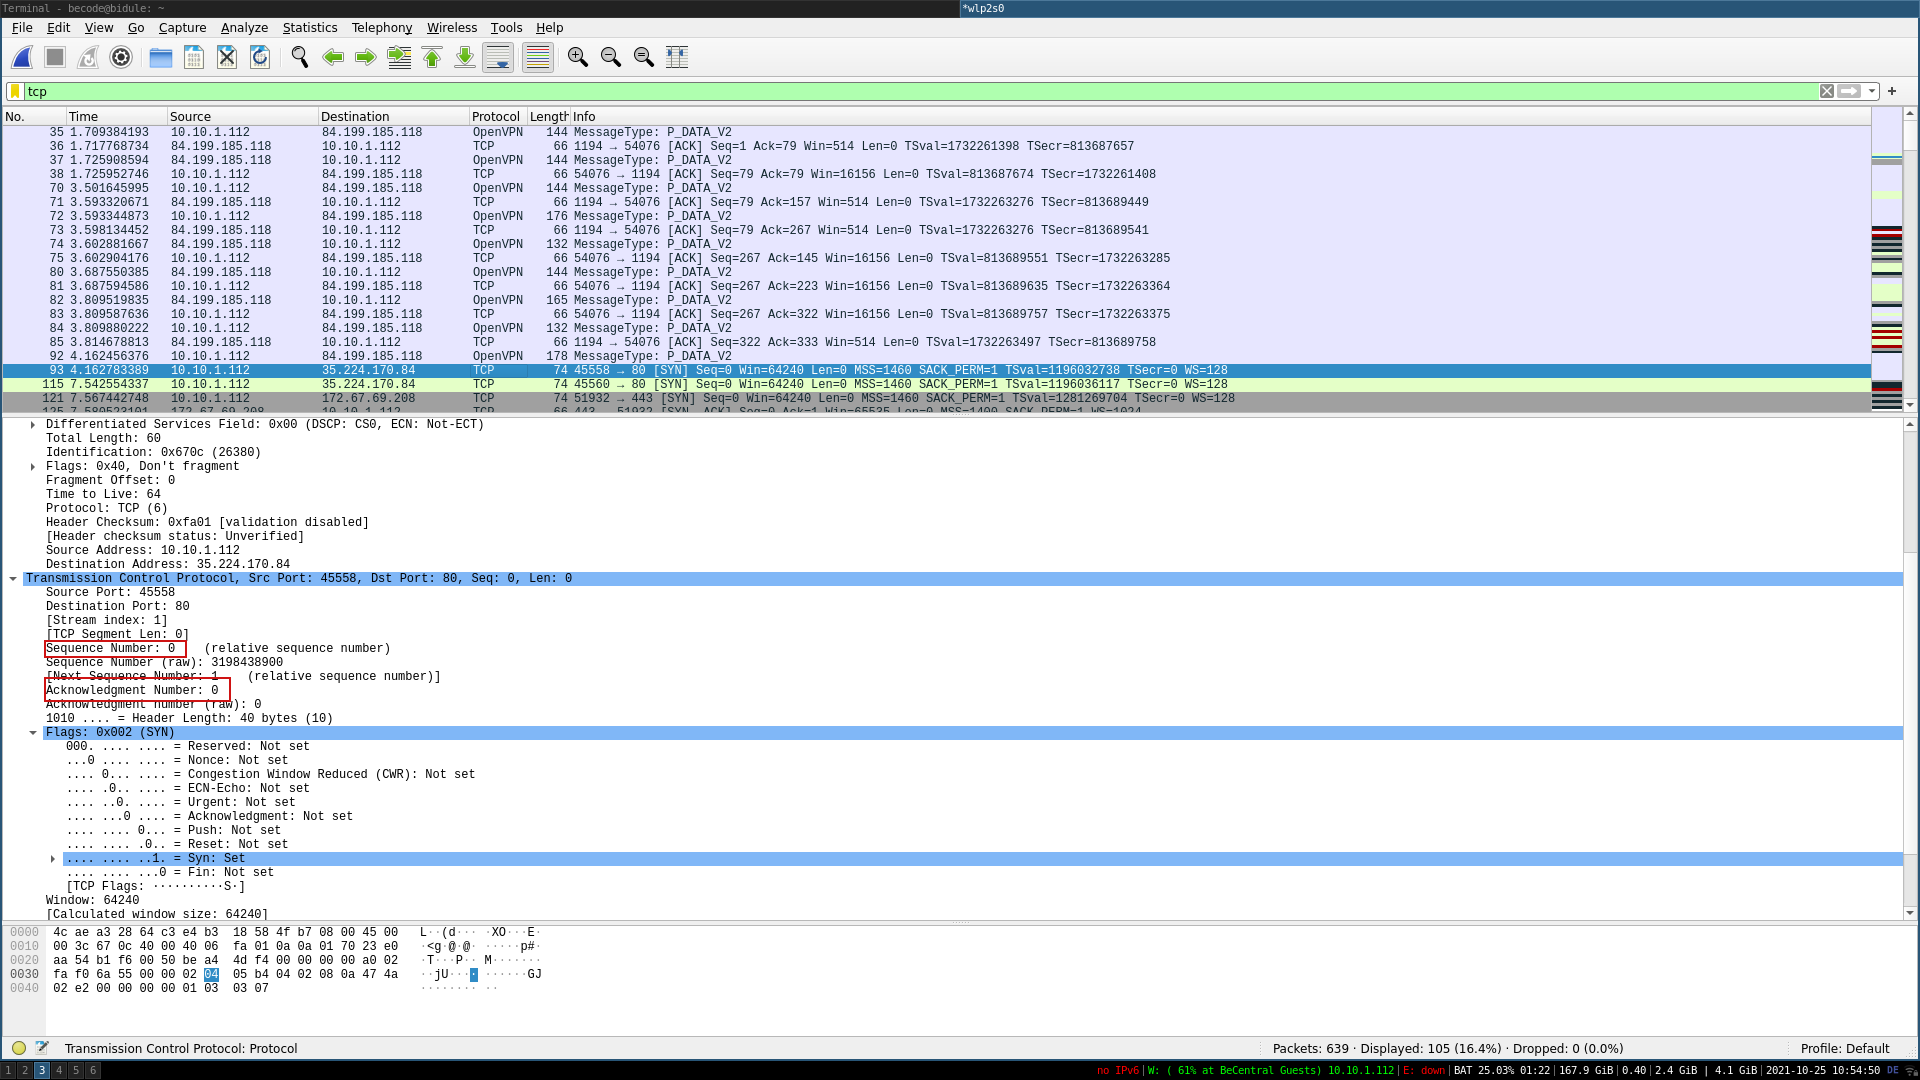 Terminal - becode@bidule: ~
*wlp2s0
File Edit View Go Capture Analyze Statistics Telephony Wireless Tools Help
tcp
No. Time Source Destination Protocol Length Info
35 1.709384193 10.10.1.112 84.199.185.118 OpenVPN 144 MessageType: P_DATA_V2
36 1.717768734 84.199.185.118 10.10.1.112 TCP 66 1194 → 54076 [ACK] Seq=1 Ack=79 Win=514 Len=0 TSval=1732261398 TSecr=813687657
37 1.725908594 84.199.185.118 10.10.1.112 OpenVPN 144 MessageType: P_DATA_V2
38 1.725952746 10.10.1.112 84.199.185.118 TCP 66 54076 → 1194 [ACK] Seq=79 Ack=79 Win=16156 Len=0 TSval=813687674 TSecr=1732261408
70 3.501645995 10.10.1.112 84.199.185.118 OpenVPN 144 MessageType: P_DATA_V2
71 3.593320671 84.199.185.118 10.10.1.112 TCP 66 1194 → 54076 [ACK] Seq=79 Ack=157 Win=514 Len=0 TSval=1732263276 TSecr=813689449
72 3.593344873 10.10.1.112 84.199.185.118 OpenVPN 176 MessageType: P_DATA_V2
73 3.598134452 84.199.185.118 10.10.1.112 TCP 66 1194 → 54076 [ACK] Seq=79 Ack=267 Win=514 Len=0 TSval=1732263276 TSecr=813689541
74 3.602881667 84.199.185.118 10.10.1.112 OpenVPN 132 MessageType: P_DATA_V2
75 3.602904176 10.10.1.112 84.199.185.118 TCP 66 54076 → 1194 [ACK] Seq=267 Ack=145 Win=16156 Len=0 TSval=813689551 TSecr=1732263285
80 3.687550385 84.199.185.118 10.10.1.112 OpenVPN 144 MessageType: P_DATA_V2
81 3.687594586 10.10.1.112 84.199.185.118 TCP 66 54076 → 1194 [ACK] Seq=267 Ack=223 Win=16156 Len=0 TSval=813689635 TSecr=1732263364
82 3.809519835 84.199.185.118 10.10.1.112 OpenVPN 165 MessageType: P_DATA_V2
83 3.809587636 10.10.1.112 84.199.185.118 TCP 66 54076 → 1194 [ACK] Seq=267 Ack=322 Win=16156 Len=0 TSval=813689757 TSecr=1732263375
84 3.809880222 10.10.1.112 84.199.185.118 OpenVPN 132 MessageType: P_DATA_V2
85 3.814678813 84.199.185.118 10.10.1.112 TCP 66 1194 → 54076 [ACK] Seq=322 Ack=333 Win=514 Len=0 TSval=1732263497 TSecr=813689758
92 4.162456376 10.10.1.112 84.199.185.118 OpenVPN 178 MessageType: P_DATA_V2
93 4.162783389 10.10.1.112 35.224.170.84 TCP 74 45558 → 80 [SYN] Seq=0 Win=64240 Len=0 MSS=1460 SACK_PERM=1 TSval=1196032738 TSecr=0 WS=128
115 7.542554337 10.10.1.112 35.224.170.84 TCP 74 45560 → 80 [SYN] Seq=0 Win=64240 Len=0 MSS=1460 SACK_PERM=1 TSval=1196036117 TSecr=0 WS=128
121 7.567442748 10.10.1.112 172.67.69.208 TCP 74 51932 → 443 [SYN] Seq=0 Win=64240 Len=0 MSS=1460 SACK_PERM=1 TSval=1281269704 TSecr=0 WS=128
125 7.580523101 172.67.69.208 10.10.1.112 TCP 66 443 → 51932 [SYN, ACK] Seq=0 Ack=1 Win=65535 Len=0 MSS=1400 SACK_PERM=1 WS=1024
Differentiated Services Field: 0x00 (DSCP: CS0, ECN: Not-ECT)
Total Length: 60
Identification: 0x670c (26380)
Flags: 0x40, Don't fragment
Fragment Offset: 0
Time to Live: 64
Protocol: TCP (6)
Header Checksum: 0xfa01 [validation disabled]
[Header checksum status: Unverified]
Source Address: 10.10.1.112
Destination Address: 35.224.170.84
Transmission Control Protocol, Src Port: 45558, Dst Port: 80, Seq: 0, Len: 0
Source Port: 45558
Destination Port: 80
[Stream index: 1]
[TCP Segment Len: 0]
Sequence Number: 0 (relative sequence number)
Sequence Number (raw): 3198438900
[Next Sequence Number: 1 (relative sequence number)]
Acknowledgment Number: 0
Acknowledgment number (raw): 0
1010 .... = Header Length: 40 bytes (10)
Flags: 0x002 (SYN)
000. .... .... = Reserved: Not set
...0 .... .... = Nonce: Not set
.... 0... .... = Congestion Window Reduced (CWR): Not set
.... .0.. .... = ECN-Echo: Not set
.... ..0. .... = Urgent: Not set
.... ...0 .... = Acknowledgment: Not set
.... .... 0... = Push: Not set
.... .... .0.. = Reset: Not set
.... .... ..1. = Syn: Set
.... .... ...0 = Fin: Not set
[TCP Flags: ··········S·]
Window: 64240
[Calculated window size: 64240]
0000 4c ae a3 28 64 c3 e4 b3 18 58 4f b7 08 00 45 00 L··(d··· ·XO···E·
0010 00 3c 67 0c 40 00 40 06 fa 01 0a 0a 01 70 23 e0 ·<g·@·@· ·····p#·
0020 aa 54 b1 f6 00 50 be a4 4d f4 00 00 00 00 a0 02 ·T···P·· M·······
0030 fa f0 6a 55 00 00 02 04 05 b4 04 02 08 0a 47 4a ··jU···· ······GJ
0040 02 e2 00 00 00 00 01 03 03 07 ········ ··
Transmission Control Protocol: Protocol
Packets: 639 · Displayed: 105 (16.4%) · Dropped: 0 (0.0%)
Profile: Default
1 2 3 4 5 6
no IPv6|W: ( 61% at BeCentral Guests) 10.10.1.112|E: down|BAT 25.03% 01:22|167.9 GiB|0.40|2.4 GiB | 4.1 GiB|2021-10-25 10:54:50 DE